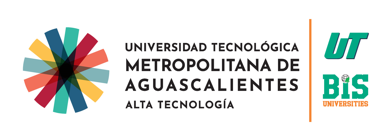 UNIVERSIDAD TECNOLÓGICA
METROPOLITANA DE
AGUASCALIENTES
ALTA TECNOLOGÍA
UT
BIS
UNIVERSITIES